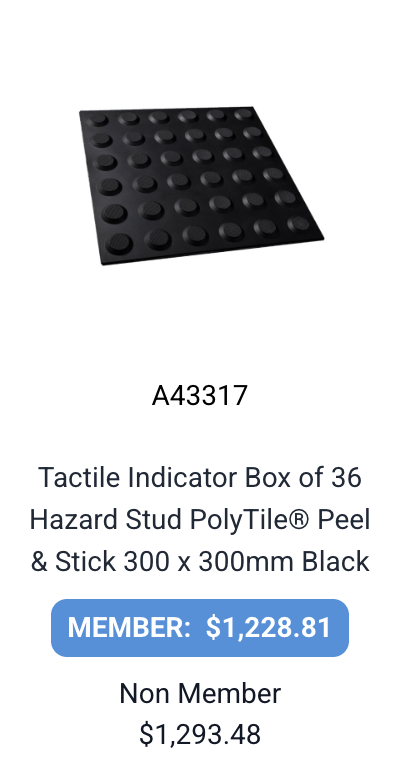 A43317
Tactile Indicator Box of 36
Hazard Stud PolyTile® Peel
& Stick 300 x 300mm Black
MEMBER: $1,228.81
Non Member
$1,293.48